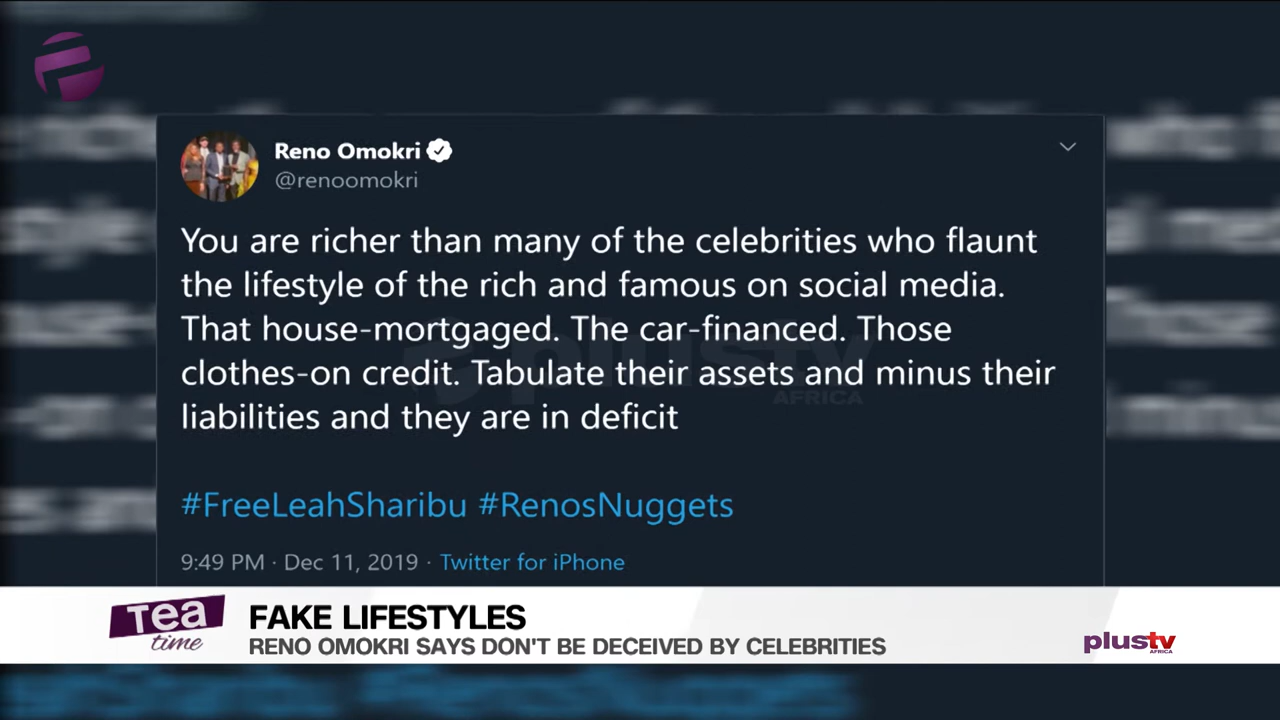 Reno Omokri
@renoomokri
You are richer than many of the celebrities who flaunt
the lifestyle of the rich and famous on social media.
That house-mortgaged. The car-financed. Those
clothes-on credit. Tabulate their assets and minus their
liabilities and they are in deficit
#FreeLeahSharibu #RenosNuggets
9:49 PM · Dec 11, 2019 · Twitter for iPhone
plustv
AFRICA
Tea
time
FAKE LIFESTYLES
RENO OMOKRI SAYS DON'T BE DECEIVED BY CELEBRITIES
plustv
AFRICA